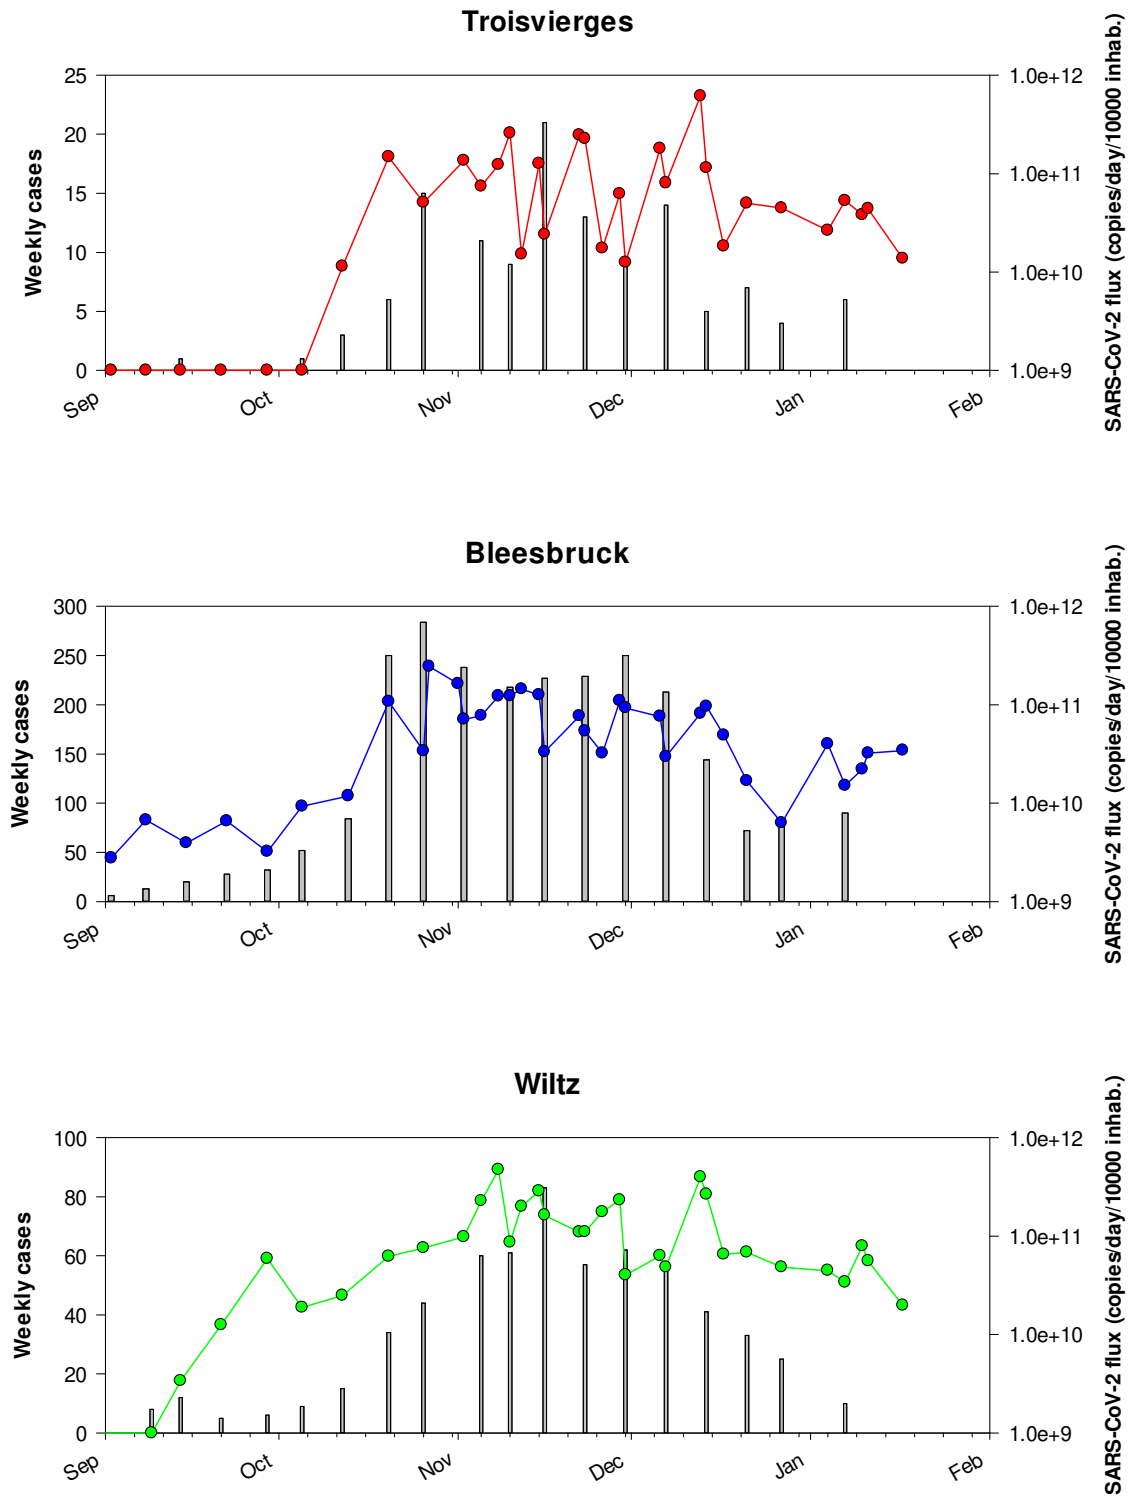 Troisvierges
25
20
15
10
5
0
Weekly cases
1.0e+12
1.0e+11
1.0e+10
1.0e+9
SARS-CoV-2 flux (copies/day/10000 inhab.)
Sep Oct Nov Dec Jan Feb
Bleesbruck
300
250
200
150
100
50
0
Weekly cases
1.0e+12
1.0e+11
1.0e+10
1.0e+9
SARS-CoV-2 flux (copies/day/10000 inhab.)
Sep Oct Nov Dec Jan Feb
Wiltz
100
80
60
40
20
0
Weekly cases
1.0e+12
1.0e+11
1.0e+10
1.0e+9
SARS-CoV-2 flux (copies/day/10000 inhab.)
Sep Oct Nov Dec Jan Feb